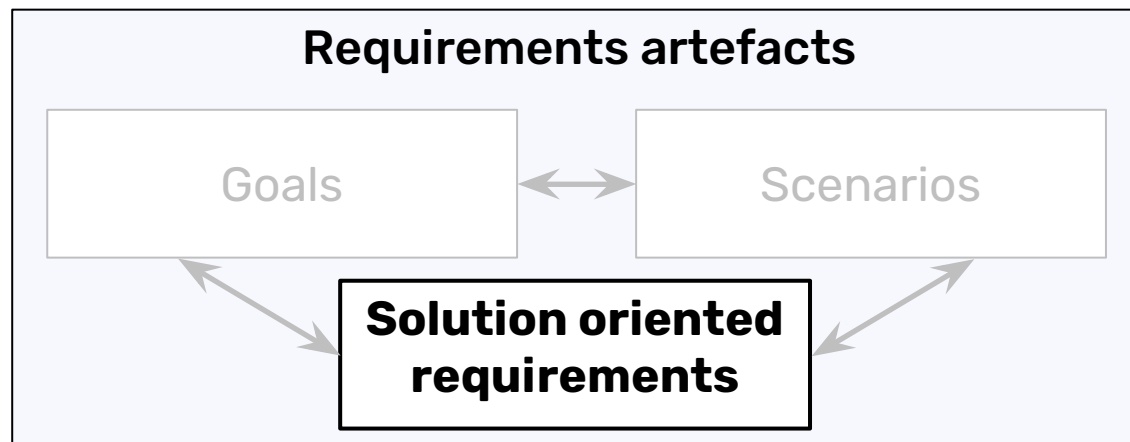 Requirements artefacts
Goals
Scenarios
Solution oriented
requirements